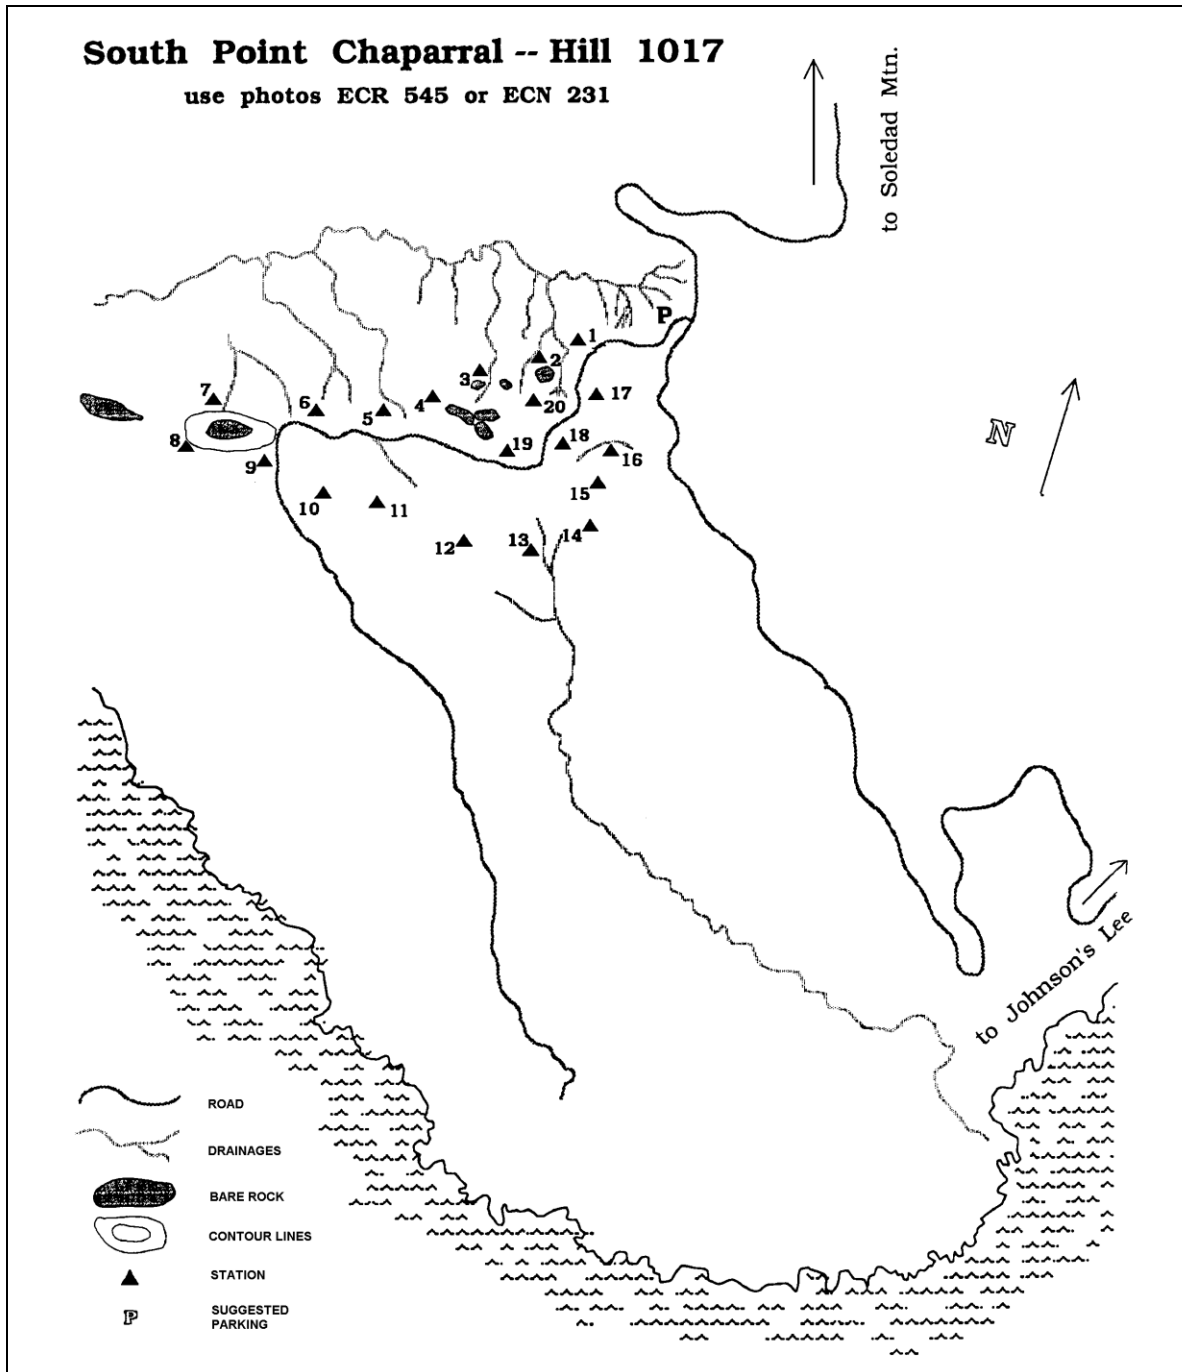 South Point Chaparral -- Hill 1017
use photos ECR 545 or ECN 231
to Soledad Mtn.
P
1
2
3
4
20
17
7
6
5
8
19
18
16
9
15
10
11
14
13
12
N
to Johnson's Lee
ROAD
DRAINAGES
BARE ROCK
CONTOUR LINES
STATION
P
SUGGESTED
PARKING